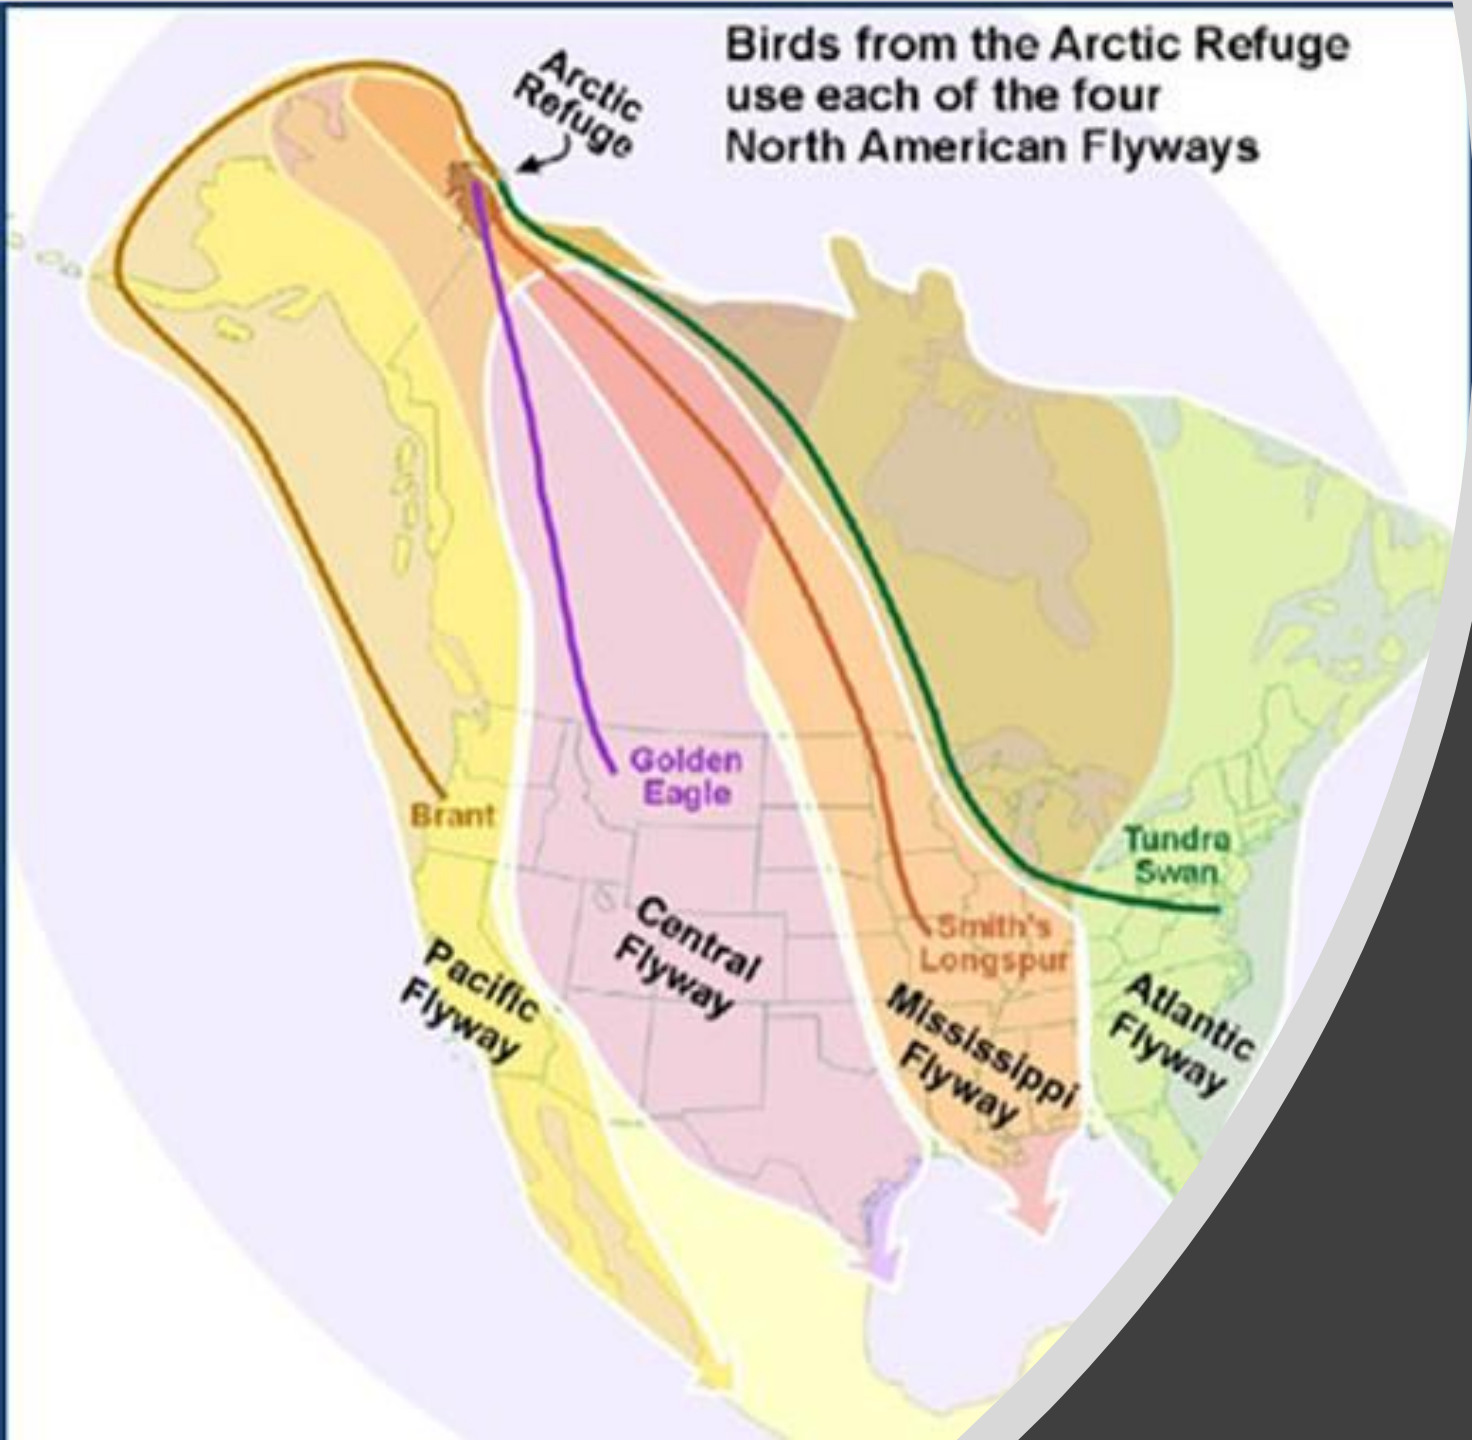 Birds from the Arctic Refuge
use each of the four
North American Flyways
Arctic
Refuge
Golden
Eagle
Brant
Tundra
Swan
Smith's
Longspur
Central
Flyway
Pacific
Flyway
Mississippi
Flyway
Atlantic
Flyway